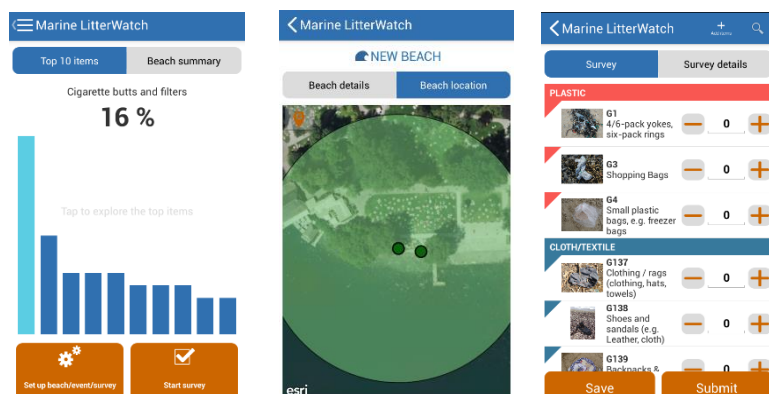 Marine LitterWatch
Top 10 items
Beach summary
Cigarette butts and filters
16 %
Tap to explore the top items
Set up beach/event/survey
Start survey
Marine LitterWatch
NEW BEACH
Beach details
Beach location
esri
Marine LitterWatch
Add items
Survey
Survey details
PLASTIC
G1
4/6-pack yokes,
six-pack rings
0
G3
Shopping Bags
0
G4
Small plastic
bags, e.g. freezer
bags
0
CLOTH/TEXTILE
G137
Clothing / rags
(clothing, hats,
towels)
0
G138
Shoes and
sandals (e.g.
Leather, cloth)
0
G139
Backpacks &
0
Save
Submit